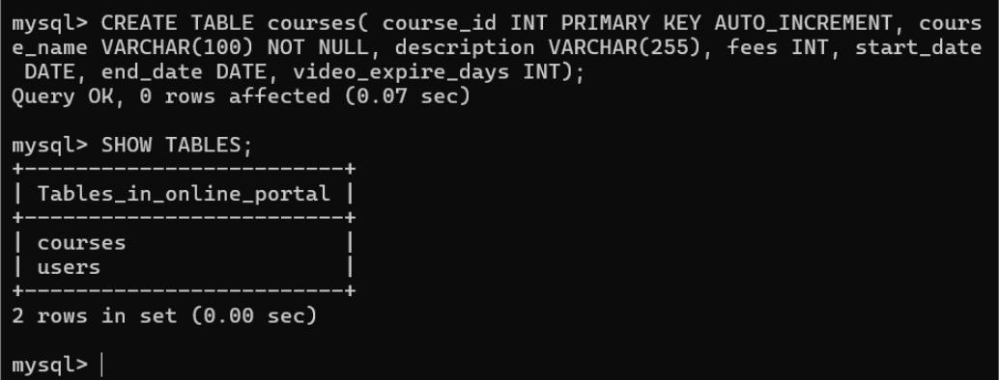 mysql> CREATE TABLE courses( course_id INT PRIMARY KEY AUTO_INCREMENT, cours
e_name VARCHAR(100) NOT NULL, description VARCHAR(255), fees INT, start_date
 DATE, end_date DATE, video_expire_days INT);
Query OK, 0 rows affected (0.07 sec)

mysql> SHOW TABLES;
+-------------------------+
| Tables_in_online_portal |
+-------------------------+
| courses                 |
| users                   |
+-------------------------+
2 rows in set (0.00 sec)

mysql>